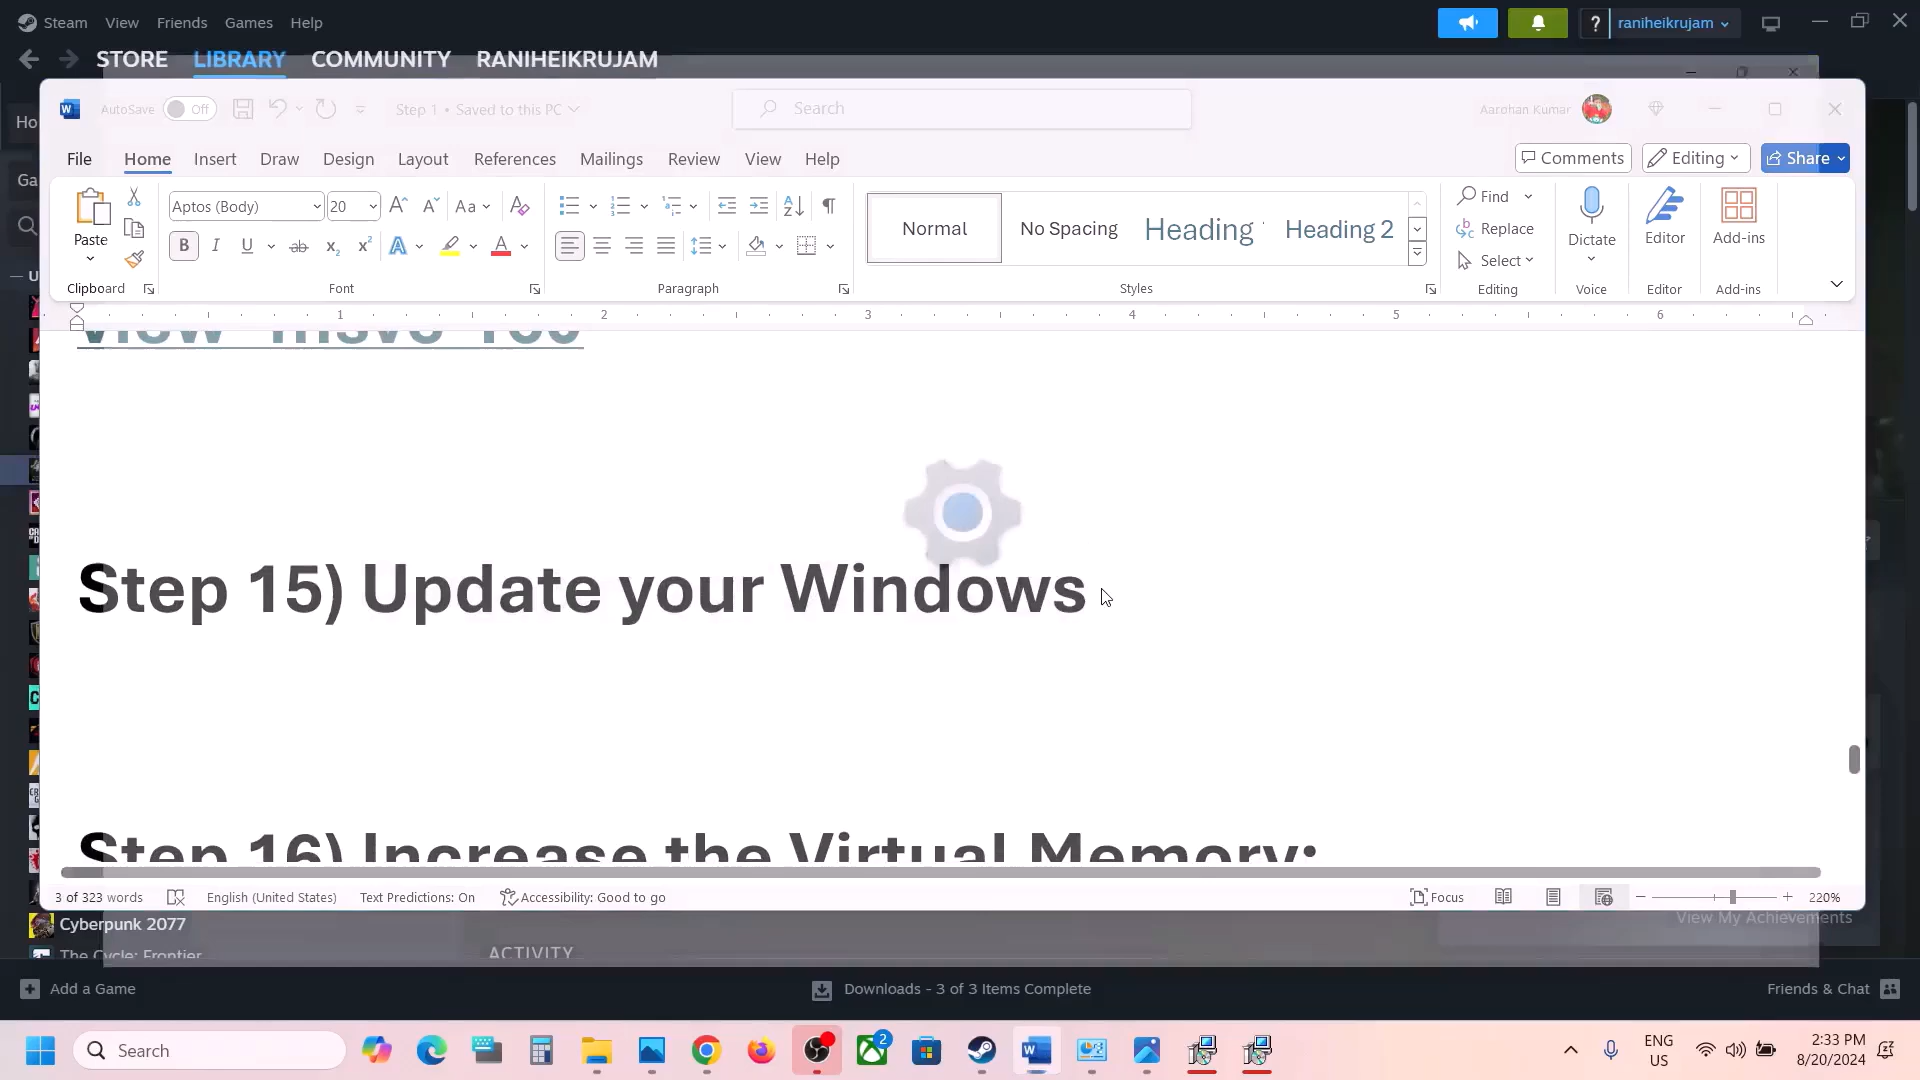 Steam View Friends Games Help
raniheikrujam
STORE LIBRARY COMMUNITY RANIHEIKRUJAM
AutoSave Off
Step 1 • Saved to this PC
Search
Aarohan Kumar
File Home Insert Draw Design Layout References Mailings Review View Help
Comments Editing Share
Paste
Clipboard
Aptos (Body) 20
Font
Paragraph
Normal
No Spacing
Heading
Heading 2
Styles
Find
Replace
Select
Editing
Dictate
Voice
Editor
Editor
Add-ins
Add-ins
1 2 3 4 5 6
Step 15) Update your Windows
Step 16) Increase the Virtual Memory:
3 of 323 words English (United States) Text Predictions: On Accessibility: Good to go Focus 220%
View My Achievements
Cyberpunk 2077
The Cycle: Frontier
ACTIVITY
Add a Game
Downloads - 3 of 3 Items Complete
Friends & Chat
Search
2
ENG
US
2:33 PM
8/20/2024